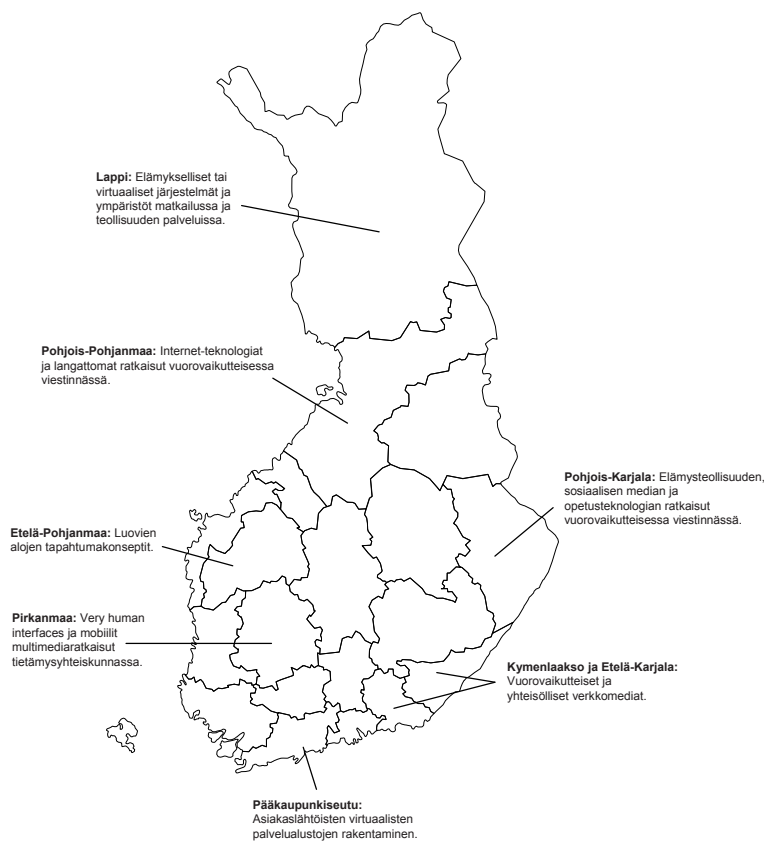 Lappi: Elämykselliset tai
virtuaaliset järjestelmät ja
ympäristöt matkailussa ja
teollisuuden palveluissa.
Pohjois-Pohjanmaa: Internet-teknologiat
ja langattomat ratkaisut vuorovaikutteisessa
viestinnässä.
Pohjois-Karjala: Elämysteollisuuden,
sosiaalisen median ja
opetusteknologian ratkaisut
vuorovaikutteisessa viestinnässä.
Etelä-Pohjanmaa: Luovien
alojen tapahtumakonseptit.
Pirkanmaa: Very human
interfaces ja mobiilit
multimediaratkaisut
tietämysyhteiskunnassa.
Kymenlaakso ja Etelä-Karjala:
Vuorovaikutteiset ja
yhteisölliset verkkomediat.
Pääkaupunkiseutu:
Asiakaslähtöisten virtuaalisten
palvelualustojen rakentaminen.